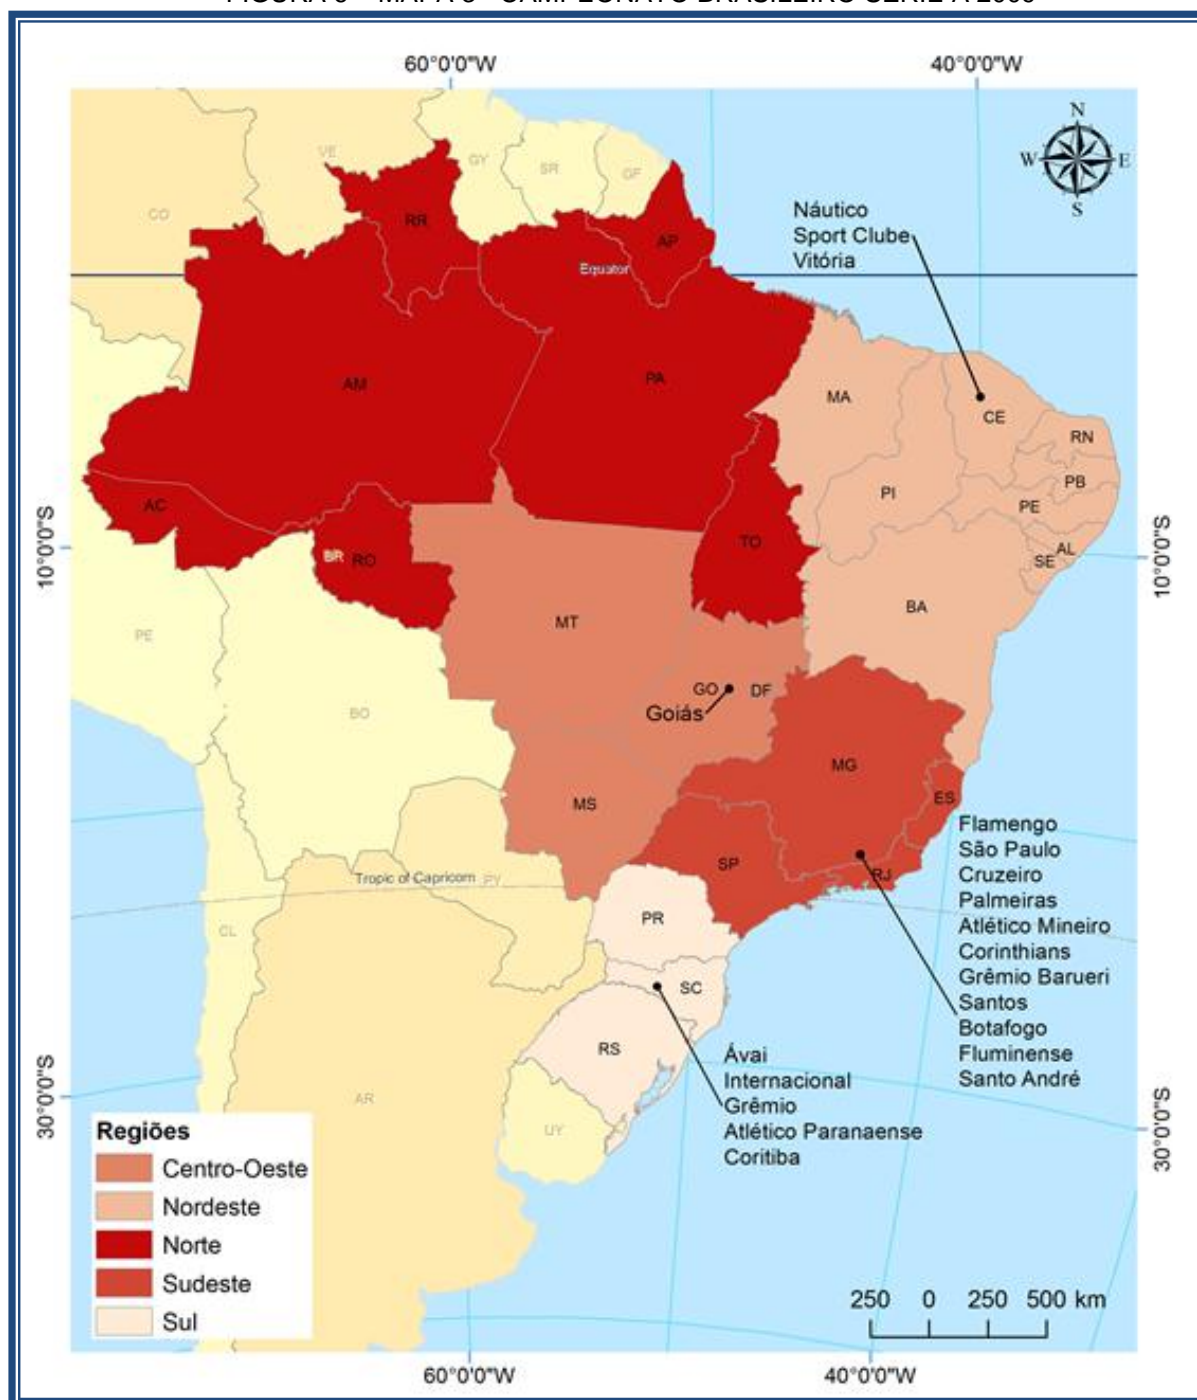 FIGURA MAPA CAMPEONATO BRASILEIRO SERIE A
60°0'0"W
40°0'0"W
N
W
E
S
VE
GY
SR
GF
CO
RR
AP
Equator
Náutico
Sport Clube
Vitória
AM
PA
MA
CE
RN
PB
PI
PE
AL
SE
AC
BR
RO
TO
10°0'0"S
10°0'0"S
BA
PE
MT
BO
GO
DF
Goiás
MG
ES
MS
SP
RJ
Tropic of Capricorn
PY
CL
PR
SC
RS
Flamengo
São Paulo
Cruzeiro
Palmeiras
Atlético Mineiro
Corinthians
Grêmio Barueri
Santos
Botafogo
Fluminense
Santo André
Ávai
Internacional
Grêmio
Atlético Paranaense
Coritiba
AR
UY
30°0'0"S
30°0'0"S
Regiões
Centro-Oeste
Nordeste
Norte
Sudeste
Sul
250 0 250 500 km
60°0'0"W
40°0'0"W